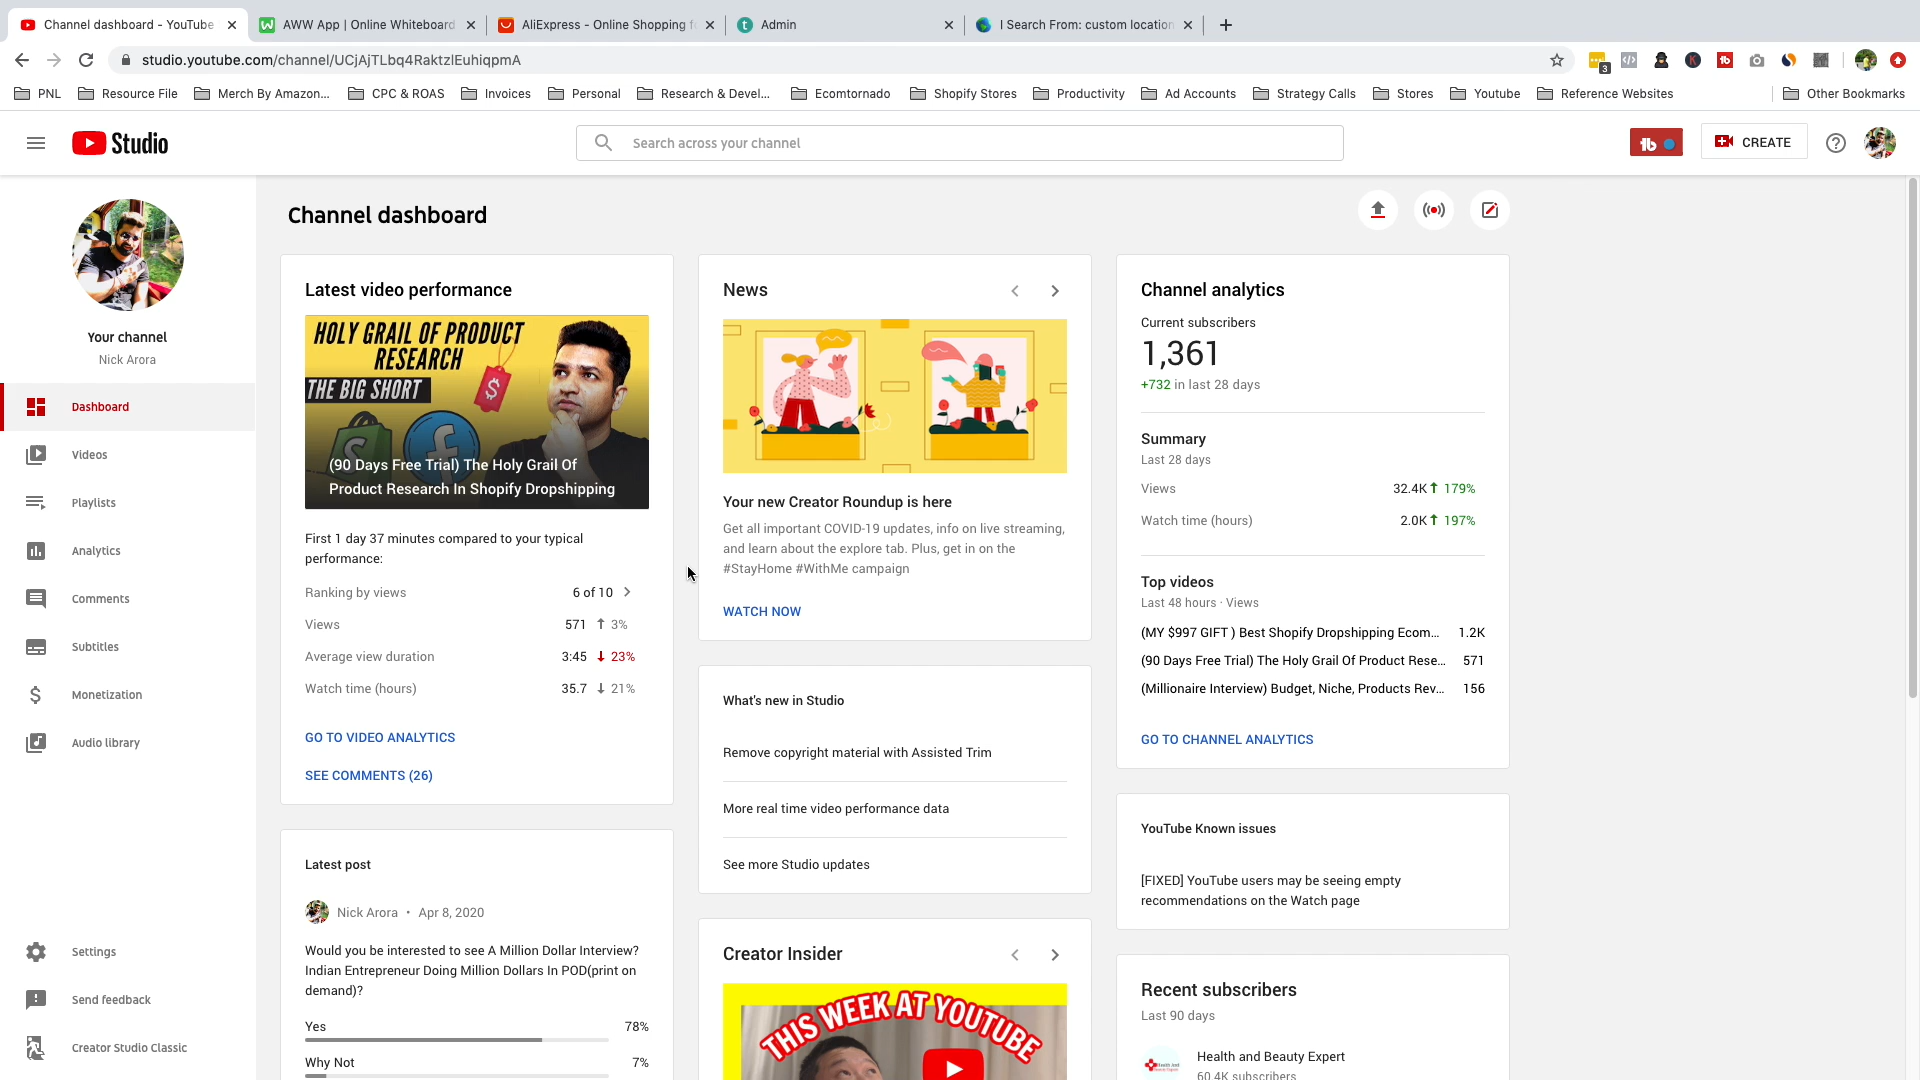 Channel dashboard - YouTube
AWW App | Online Whiteboard
AliExpress - Online Shopping f
Admin
I Search From: custom location
studio.youtube.com/channel/UCjAjTLbq4RaktzlEuhiqpmA
3
PNL
Resource File
Merch By Amazon...
CPC & ROAS
Invoices
Personal
Research & Devel...
Ecomtornado
Shopify Stores
Productivity
Ad Accounts
Strategy Calls
Stores
Youtube
Reference Websites
Other Bookmarks
Studio
Search across your channel
tb
CREATE
Your channel
Nick Arora
Dashboard
Videos
Playlists
Analytics
Comments
Subtitles
Monetization
Audio library
Settings
Send feedback
Creator Studio Classic
Channel dashboard
Latest video performance
HOLY GRAIL OF PRODUCT
RESEARCH
THE BIG SHORT
(90 Days Free Trial) The Holy Grail Of
Product Research In Shopify Dropshipping
First 1 day 37 minutes compared to your typical
performance:
Ranking by views 6 of 10
Views 571 3%
Average view duration 3:45 23%
Watch time (hours) 35.7 21%
GO TO VIDEO ANALYTICS
SEE COMMENTS (26)
Latest post
Nick Arora • Apr 8, 2020
Would you be interested to see A Million Dollar Interview?
Indian Entrepreneur Doing Million Dollars In POD(print on
demand)?
Yes 78%
Why Not 7%
News
Your new Creator Roundup is here
Get all important COVID-19 updates, info on live streaming,
and learn about the explore tab. Plus, get in on the
#StayHome #WithMe campaign
WATCH NOW
What's new in Studio
Remove copyright material with Assisted Trim
More real time video performance data
See more Studio updates
Creator Insider
THIS WEEK AT YOUTUBE
Channel analytics
Current subscribers
1,361
+732 in last 28 days
Summary
Last 28 days
Views 32.4K 179%
Watch time (hours) 2.0K 197%
Top videos
Last 48 hours · Views
(MY $997 GIFT ) Best Shopify Dropshipping Ecom... 1.2K
(90 Days Free Trial) The Holy Grail Of Product Rese... 571
(Millionaire Interview) Budget, Niche, Products Rev... 156
GO TO CHANNEL ANALYTICS
YouTube Known issues
[FIXED] YouTube users may be seeing empty
recommendations on the Watch page
Recent subscribers
Last 90 days
Health and Beauty Expert
60.4K subscribers